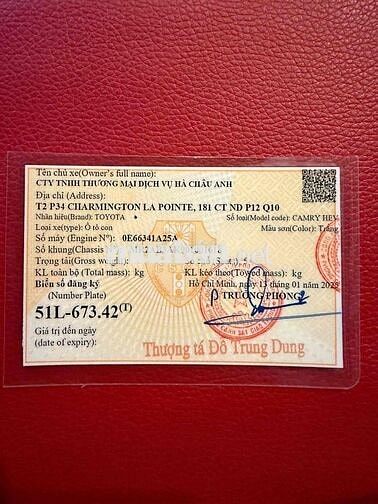 Tên chủ xe(Owner's full name):
CTY TNHH THƯƠNG MẠI DỊCH VỤ HÀ CHÂU ANH
Địa chỉ (Address):
T2 P34 CHARMINGTON LA POINTE, 181 CT ND P12 Q10
Nhãn hiệu(Brand): TOYOTA Số loại(Model code): CAMRY HEV
Loại xe(type): Ô tô con Màu sơn(Color): Trắng
Số máy(Engine N°): 0E66341A25A
Số khung(Chassis
Trọng tải(Gross weight)
KL toàn bộ (Total mass): kg KL kéo theo(Towed mass): kg
Biển số đăng ký Hồ Chí Minh, ngày 13 tháng 01 năm 2023
(Number Plate) TRƯỞNG PHÒNG
51L-673.42(T)
Giá trị đến ngày
(date of expiry):
Thượng tá Đỗ Trung Dung